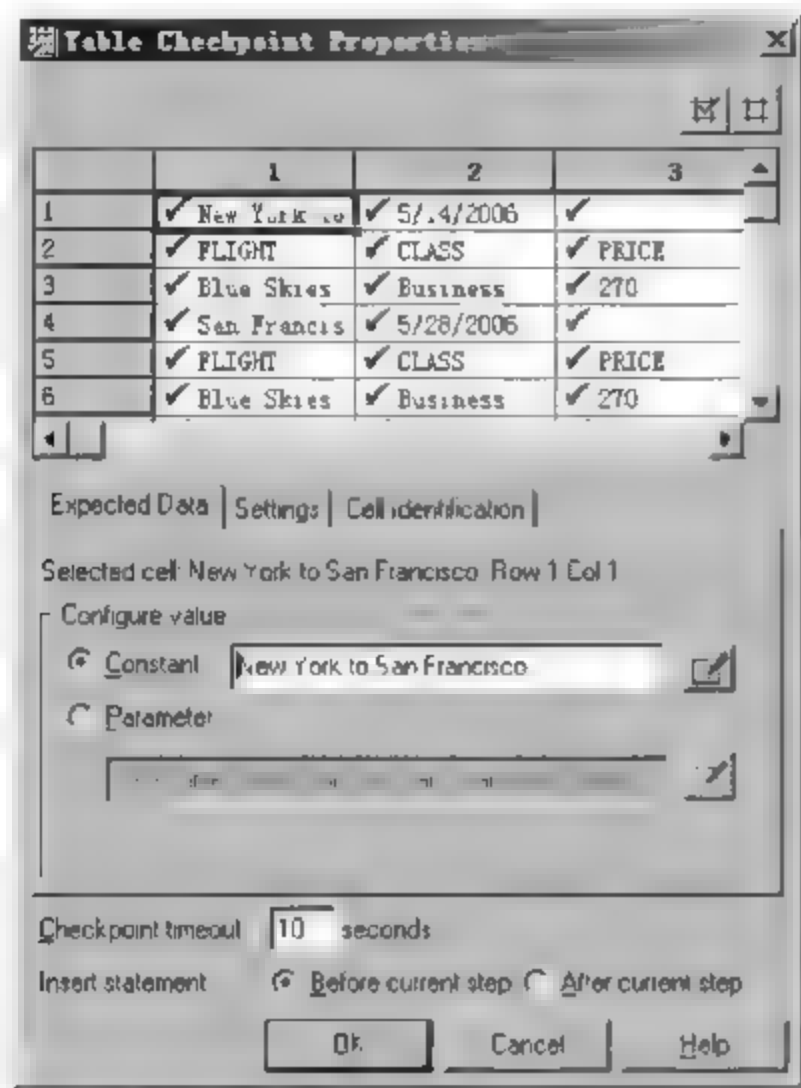 Table Checkpoint Properties
1 2 3
1 New York to 5/14/2006
2 FLIGHT CLASS PRICE
3 Blue Skies Business 270
4 San Francis 5/28/2006
5 FLIGHT CLASS PRICE
6 Blue Skies Business 270
Expected Data Settings Cell identification
Selected cell: New York to San Francisco Row 1 Col 1
Configure value
Constant New York to San Francisco
Parameter
Checkpoint timeout 10 seconds
Insert statement Before current step After current step
OK Cancel Help